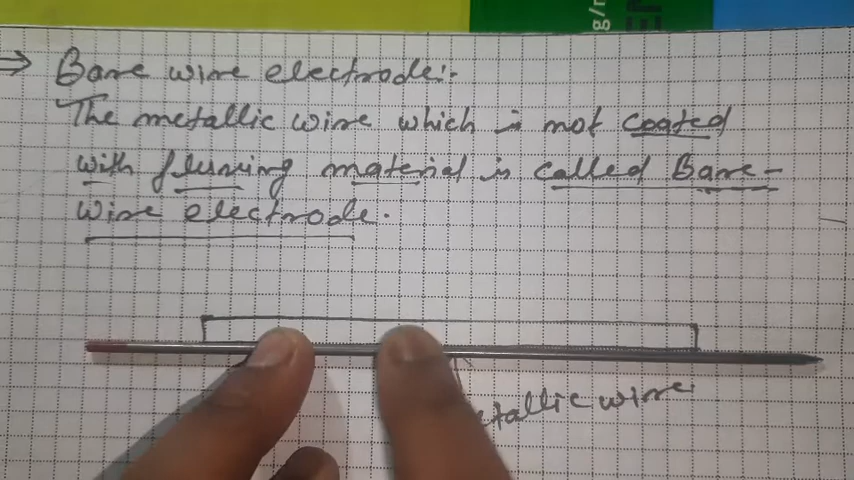 g/m
⇒ Bare wire electrode:-
The metallic wire which is not coated
with fluxing material is called Bare-
wire electrode.
etallic wire